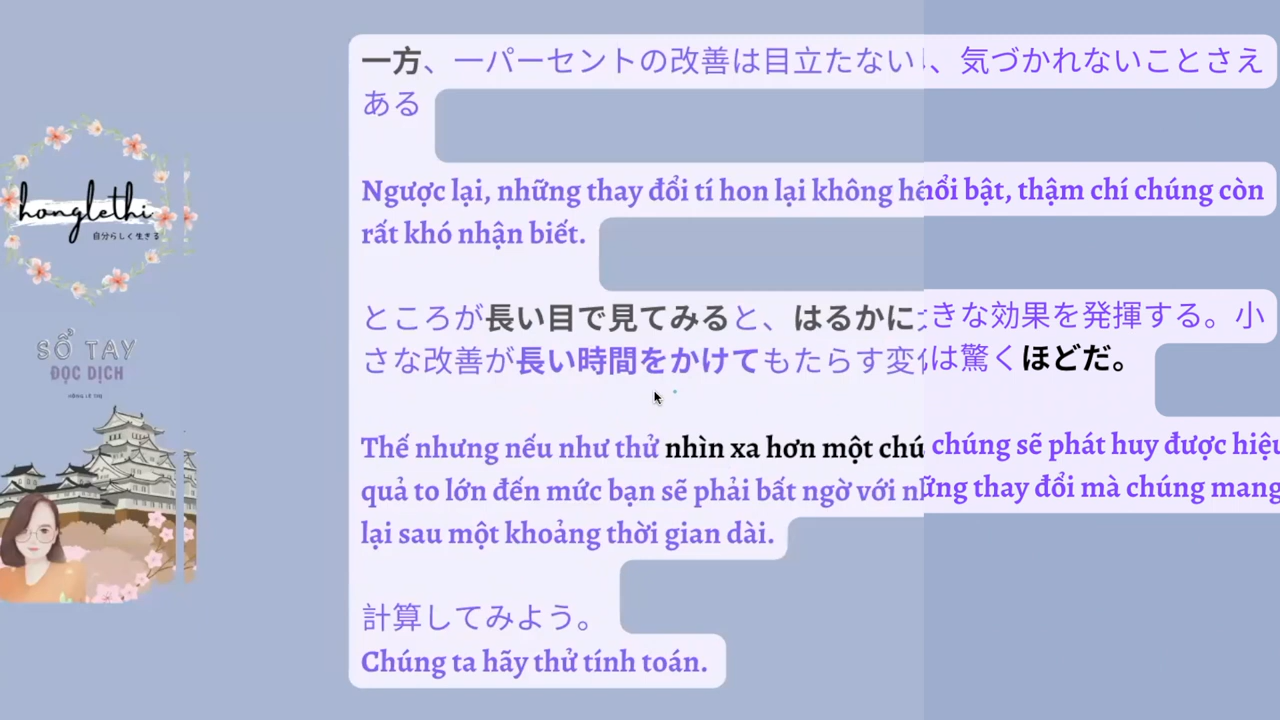 honglethi
自分らしく生きる
SỔ TAY
ĐỌC DỊCH
HỒNG LÊ THỊ
一方、一パーセントの改善は目立たない、気づかれないことさえ
ある
Ngược lại, những thay đổi tí hon lại không hề nổi bật, thậm chí chúng còn
rất khó nhận biết.
ところが長い目で見てみると、はるかに きな効果を発揮する。小
さな改善が長い時間をかけてもたらす変 は驚くほどだ。
Thế nhưng nếu như thử nhìn xa hơn một chú chúng sẽ phát huy được hiệu
quả to lớn đến mức bạn sẽ phải bất ngờ với những thay đổi mà chúng mang
lại sau một khoảng thời gian dài.
計算してみよう。
Chúng ta hãy thử tính toán.